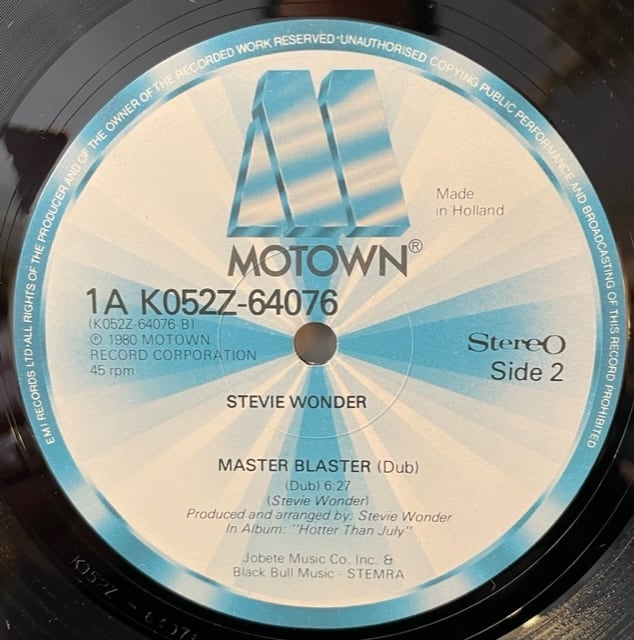 EMI RECORDS LTD·ALL RIGHTS OF THE PRODUCER AND OF THE OWNER OF THE RECORDED WORK RESERVED·UNAUTHORISED COPYING PUBLIC PERFORMANCE AND BROADCASTING OF THIS RECORD PROHIBITED
Made
in Holland
MOTOWN®
1A K052Z-64076
(K052Z-64076-B)
© 1980 MOTOWN
RECORD CORPORATION
45 rpm
Stereo
Side 2
STEVIE WONDER
MASTER BLASTER (Dub)
(Dub) 6:27
(Stevie Wonder)
Produced and arranged by: Stevie Wonder
In Album: "Hotter Than July"
Jobete Music Co. Inc. &
Black Bull Music - STEMRA